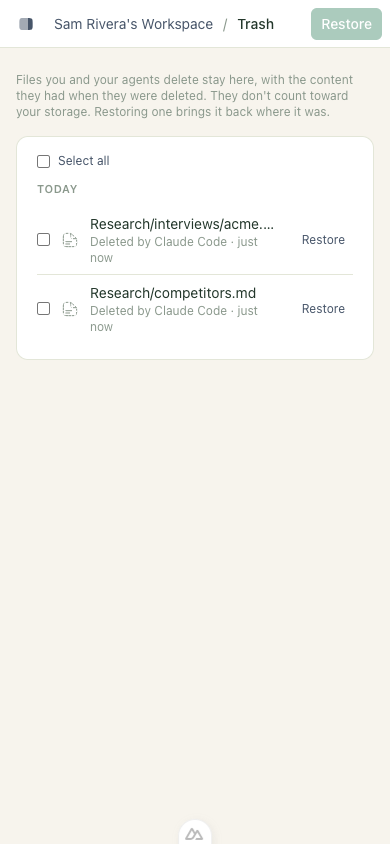 Sam Rivera's Workspace / Trash
Restore
Files you and your agents delete stay here, with the content
they had when they were deleted. They don't count toward
your storage. Restoring one brings it back where it was.
Select all
TODAY
Research/interviews/acme....
Deleted by Claude Code · just
now
Restore
Research/competitors.md
Deleted by Claude Code · just
now
Restore